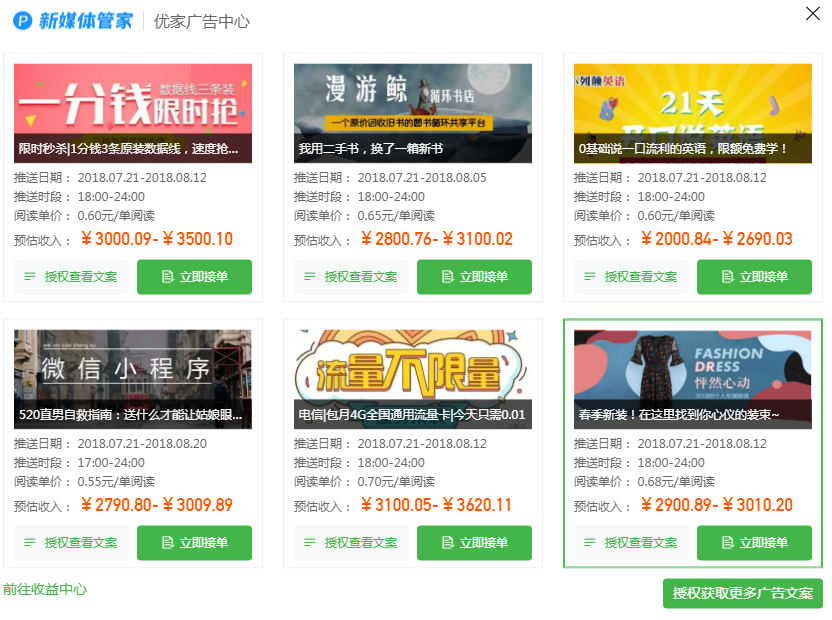 新媒体管家
优家广告中心
数据线三条装
一分钱限时抢
限时秒杀|1分钱3条原装数据线，速度抢...
推送日期： 2018.07.21-2018.08.12
推送时段： 18:00-24:00
阅读单价： 0.60元/单阅读
预估收入： ￥3000.09-￥3500.10
授权查看文案
立即接单
漫游鲸
循环书店
一个原价回收旧书的图书循环共享平台
我用二手书，换了一箱新书
推送日期： 2018.07.21-2018.08.05
推送时段： 18:00-24:00
阅读单价： 0.65元/单阅读
预估收入： ￥2800.76-￥3100.02
授权查看文案
立即接单
21天
0基础说一口流利的英语，限额免费学！
推送日期： 2018.07.21-2018.08.12
推送时段： 18:00-24:00
阅读单价： 0.60元/单阅读
预估收入： ￥2000.84-￥2690.03
授权查看文案
立即接单
wei xin xiao cheng xu
微信小程序
520直男自救指南：送什么才能让姑娘眼...
推送日期： 2018.07.21-2018.08.20
推送时段： 17:00-24:00
阅读单价： 0.55元/单阅读
预估收入： ￥2790.80-￥3009.89
授权查看文案
立即接单
流量不限量
电信|包月4G全国通用流量卡|今天只需0.01
推送日期： 2018.07.21-2018.08.12
推送时段： 18:00-24:00
阅读单价： 0.70元/单阅读
预估收入： ￥3100.05-￥3620.11
授权查看文案
立即接单
FASHION
DRESS
怦然心动
春季新装！在这里找到你心仪的装束~
推送日期： 2018.07.21-2018.08.12
推送时段： 18:00-24:00
阅读单价： 0.68元/单阅读
预估收入： ￥2900.89-￥3010.20
授权查看文案
立即接单
前往收益中心
授权获取更多广告文案